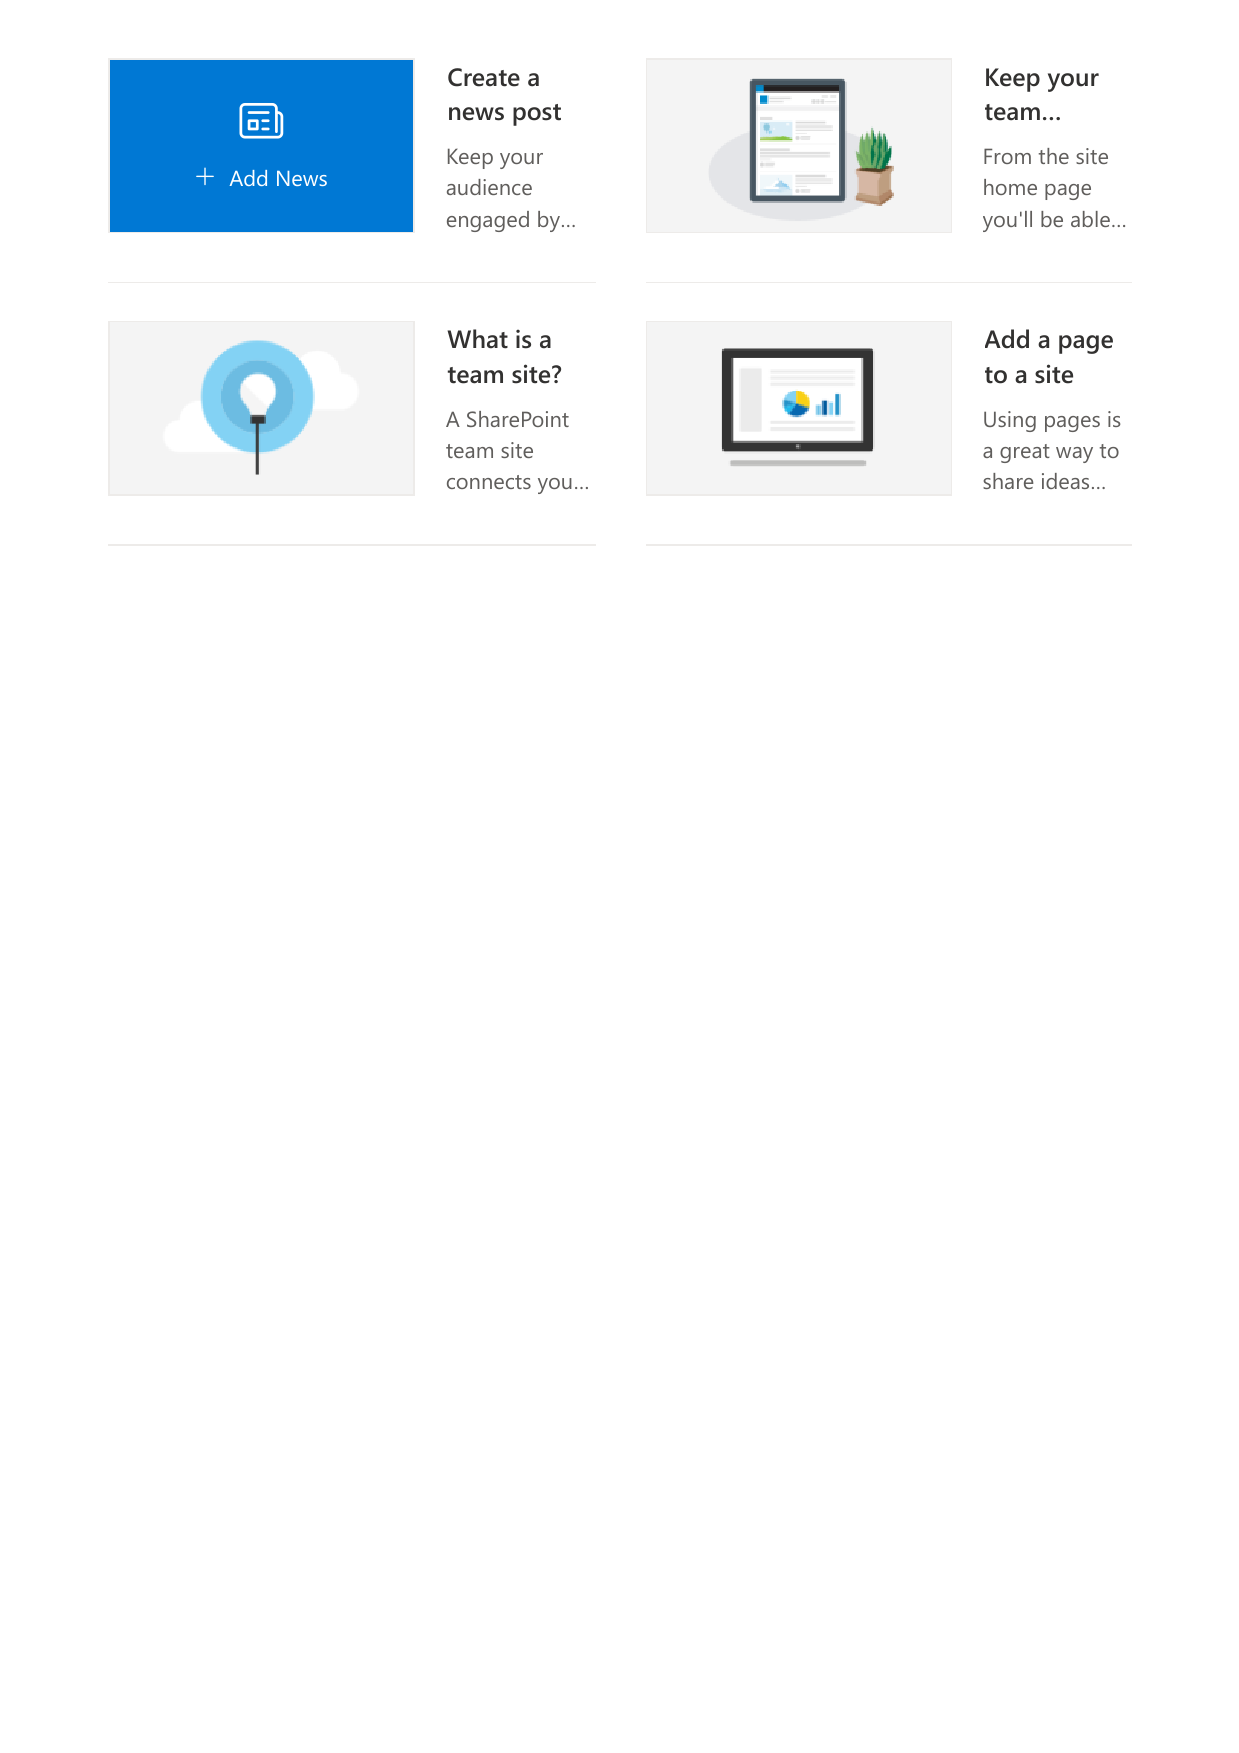 + Add News
Create a
news post
Keep your
audience
engaged by...
Keep your
team...
From the site
home page
you'll be able...
What is a
team site?
A SharePoint
team site
connects you...
Add a page
to a site
Using pages is
a great way to
share ideas...